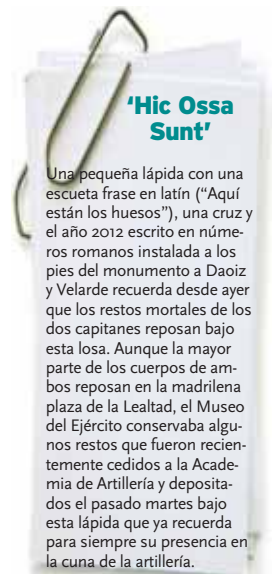 ‘Hic Ossa
Sunt’
Una pequeña lápida con una
escueta frase en latín (“Aquí
están los huesos”), una cruz y
el año 2012 escrito en núme-
ros romanos instalada a los
pies del monumento a Daoiz
y Velarde recuerda desde ayer
que los restos mortales de los
dos capitanes reposan bajo
esta losa. Aunque la mayor
parte de los cuerpos de am-
bos reposan en la madrilena
plaza de la Lealtad, el Museo
del Ejército conservaba algu-
nos restos que fueron recien-
temente cedidos a la Acade-
mia de Artillería y deposita-
dos el pasado martes bajo
esta lápida que ya recuerda
para siempre su presencia en
la cuna de la artillería.